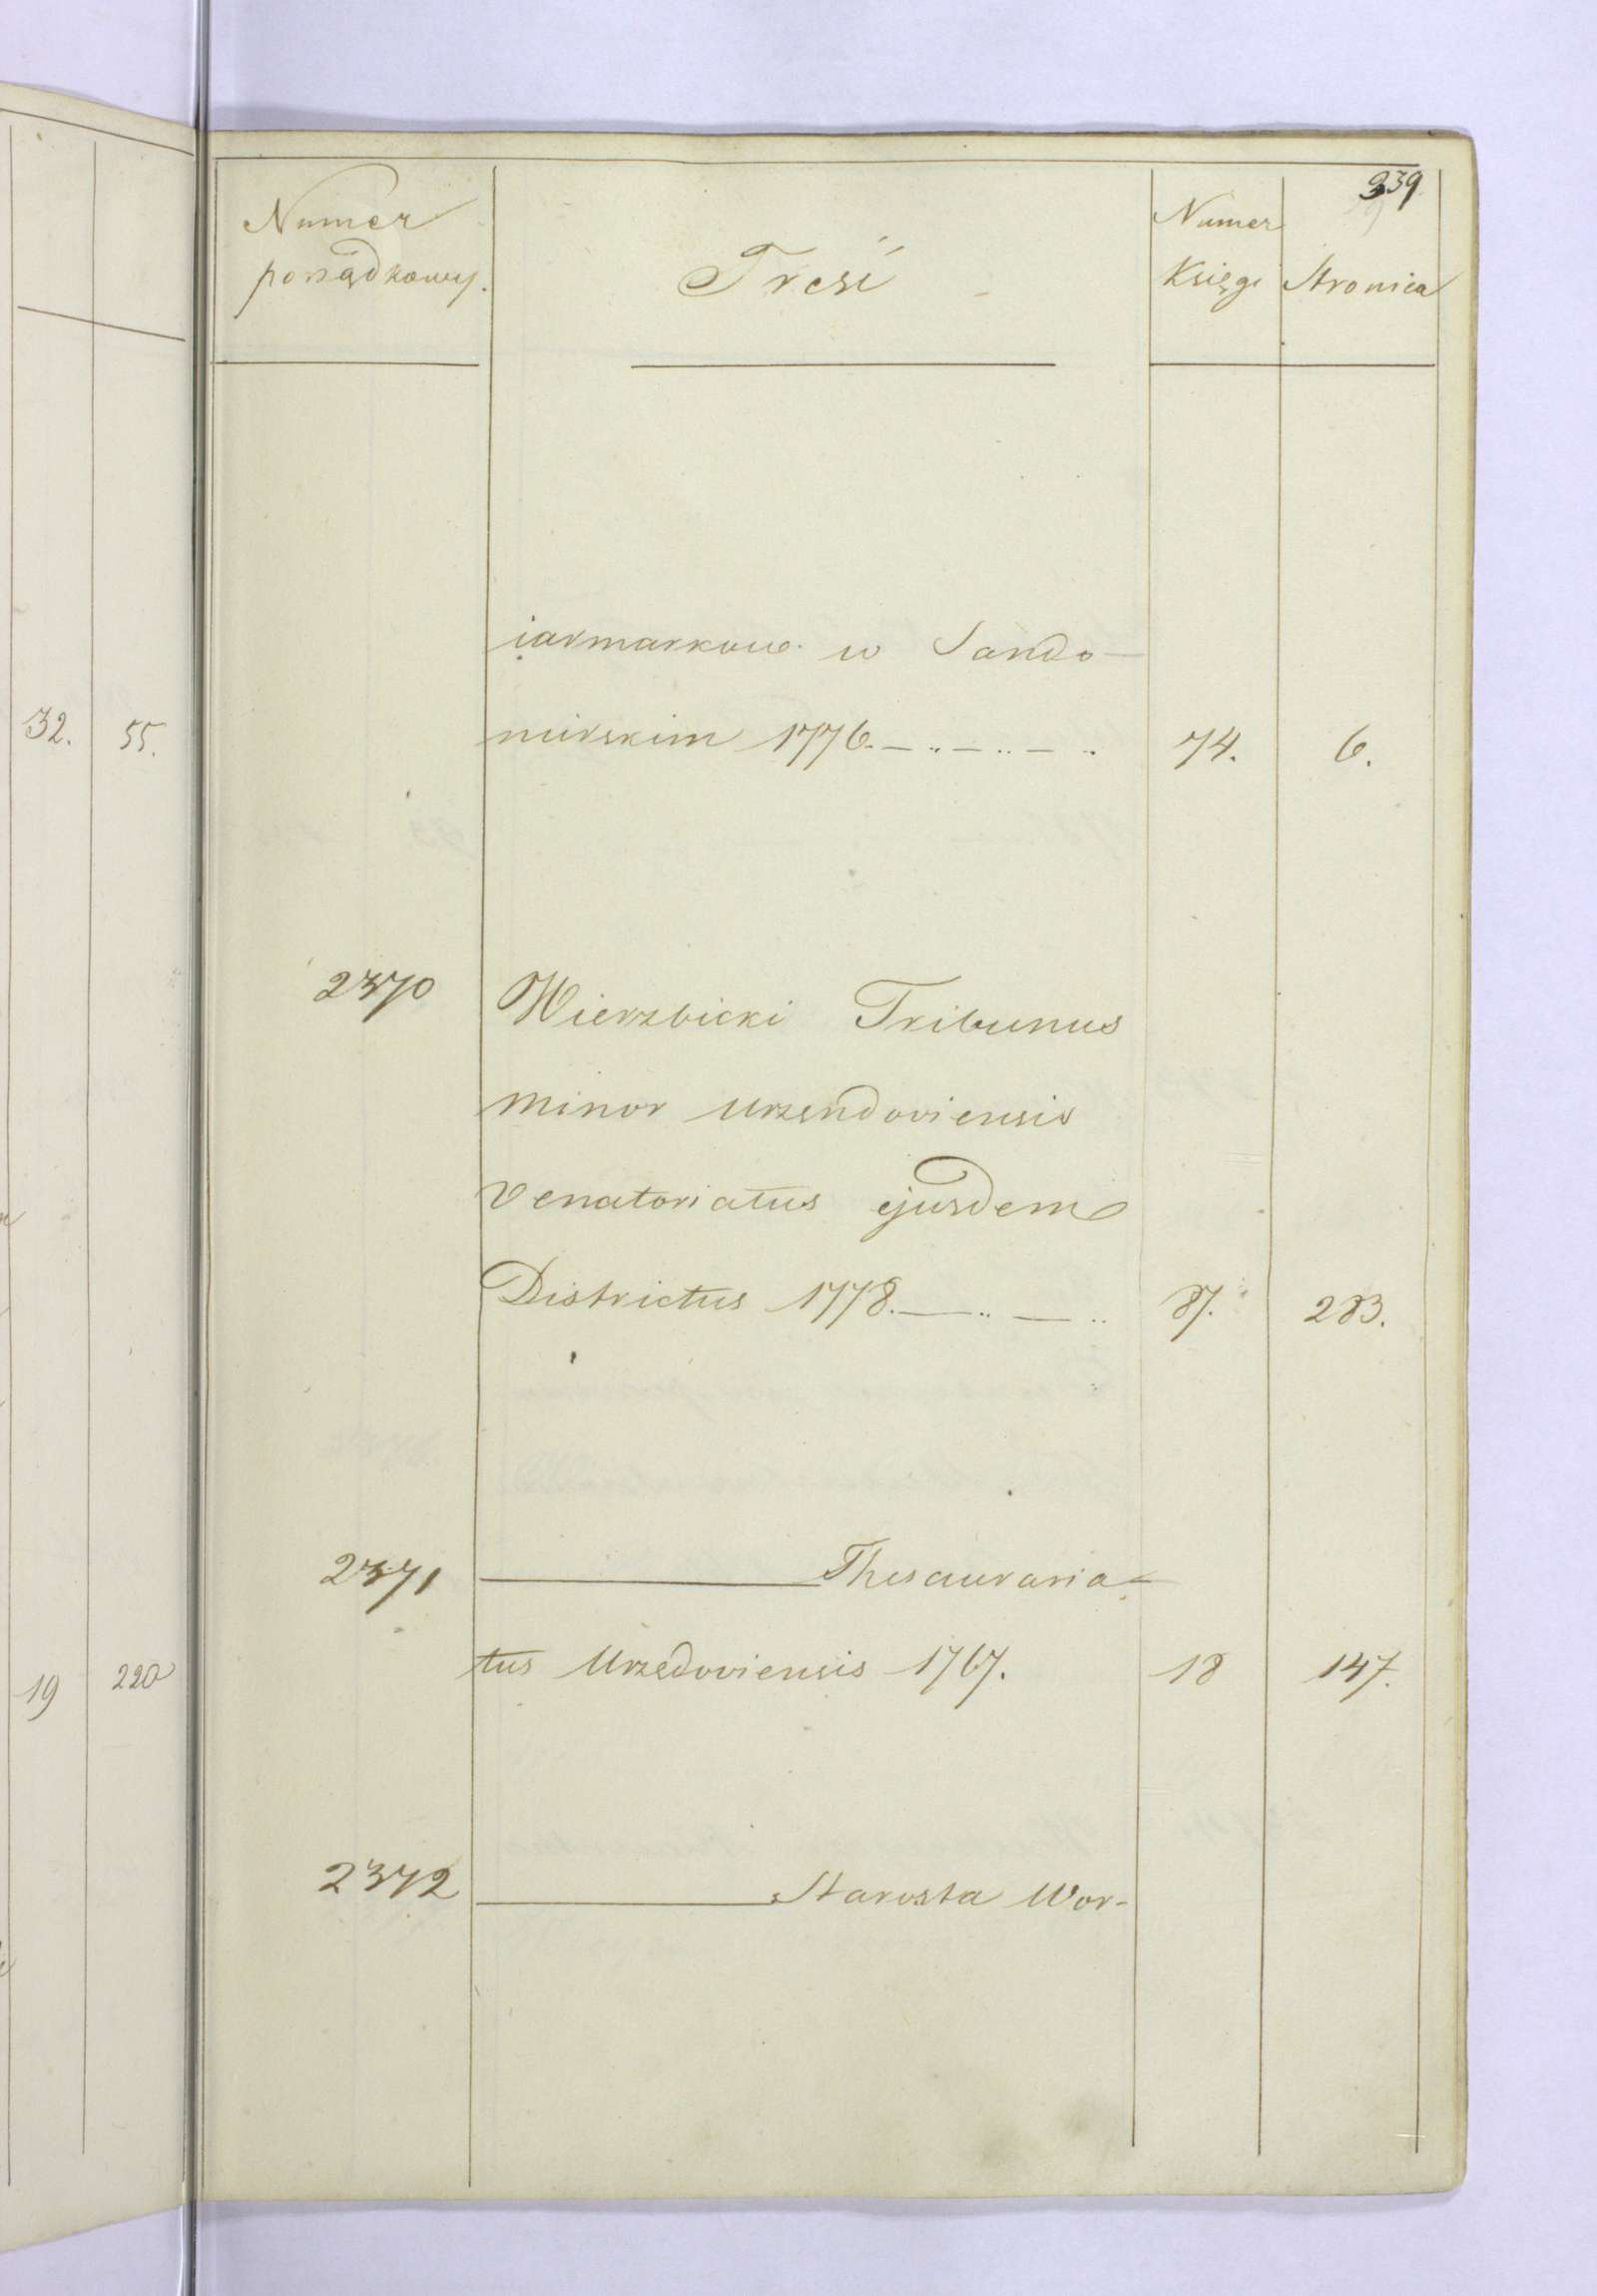 339
Numer porządkowy. Treść Numer Księgi Stronica
iarmarkow. w Sando-
mirskim 1776. 74. 6.
32. 55.
2370 Wierzbicki Tribunus
minor Urzendoviensis
Venatoriatus ejusdem
Districtus 1778. 87. 283.
2371 Thesauraria-
tus Urzedoviensis 1767. 18 147.
19 220
2372 Starosta Wor-